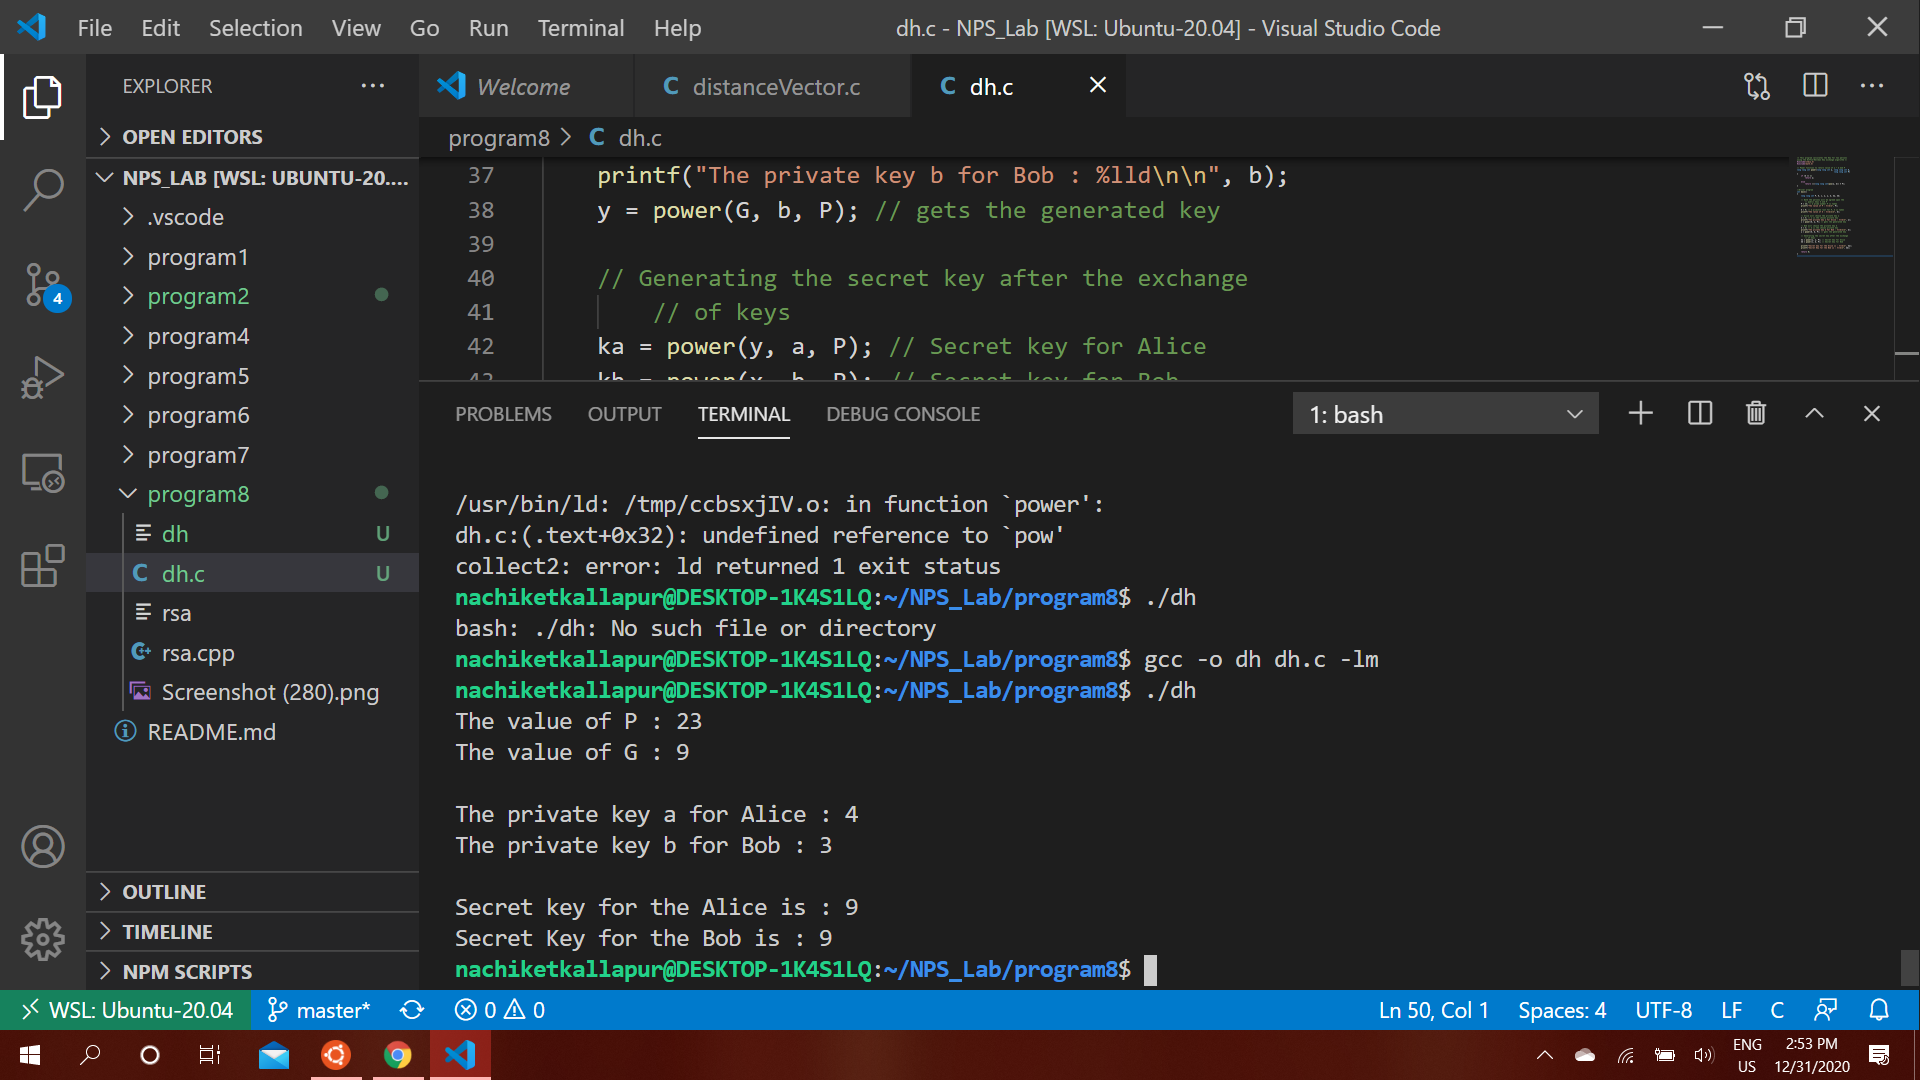 File Edit Selection View Go Run Terminal Help
dh.c - NPS_Lab [WSL: Ubuntu-20.04] - Visual Studio Code
EXPLORER
OPEN EDITORS
NPS_LAB [WSL: UBUNTU-20....
.vscode
program1
program2
program4
program5
program6
program7
program8
dh U
C dh.c U
rsa
rsa.cpp
Screenshot (280).png
README.md
OUTLINE
TIMELINE
NPM SCRIPTS
4
Welcome
C distanceVector.c
C dh.c
program8 > C dh.c
37 printf("The private key b for Bob : %lld\n\n", b);
38 y = power(G, b, P); // gets the generated key
39
40 // Generating the secret key after the exchange
41 // of keys
42 ka = power(y, a, P); // Secret key for Alice
43 kb = power(x, b, P); // Secret key for Bob
PROBLEMS OUTPUT TERMINAL DEBUG CONSOLE
1: bash
/usr/bin/ld: /tmp/ccbsxjIV.o: in function `power':
dh.c:(.text+0x32): undefined reference to `pow'
collect2: error: ld returned 1 exit status
nachiketkallapur@DESKTOP-1K4S1LQ:~/NPS_Lab/program8$ ./dh
bash: ./dh: No such file or directory
nachiketkallapur@DESKTOP-1K4S1LQ:~/NPS_Lab/program8$ gcc -o dh dh.c -lm
nachiketkallapur@DESKTOP-1K4S1LQ:~/NPS_Lab/program8$ ./dh
The value of P : 23
The value of G : 9
The private key a for Alice : 4
The private key b for Bob : 3
Secret key for the Alice is : 9
Secret Key for the Bob is : 9
nachiketkallapur@DESKTOP-1K4S1LQ:~/NPS_Lab/program8$
WSL: Ubuntu-20.04 master* 0 0
Ln 50, Col 1 Spaces: 4 UTF-8 LF C
ENG
US
2:53 PM
12/31/2020